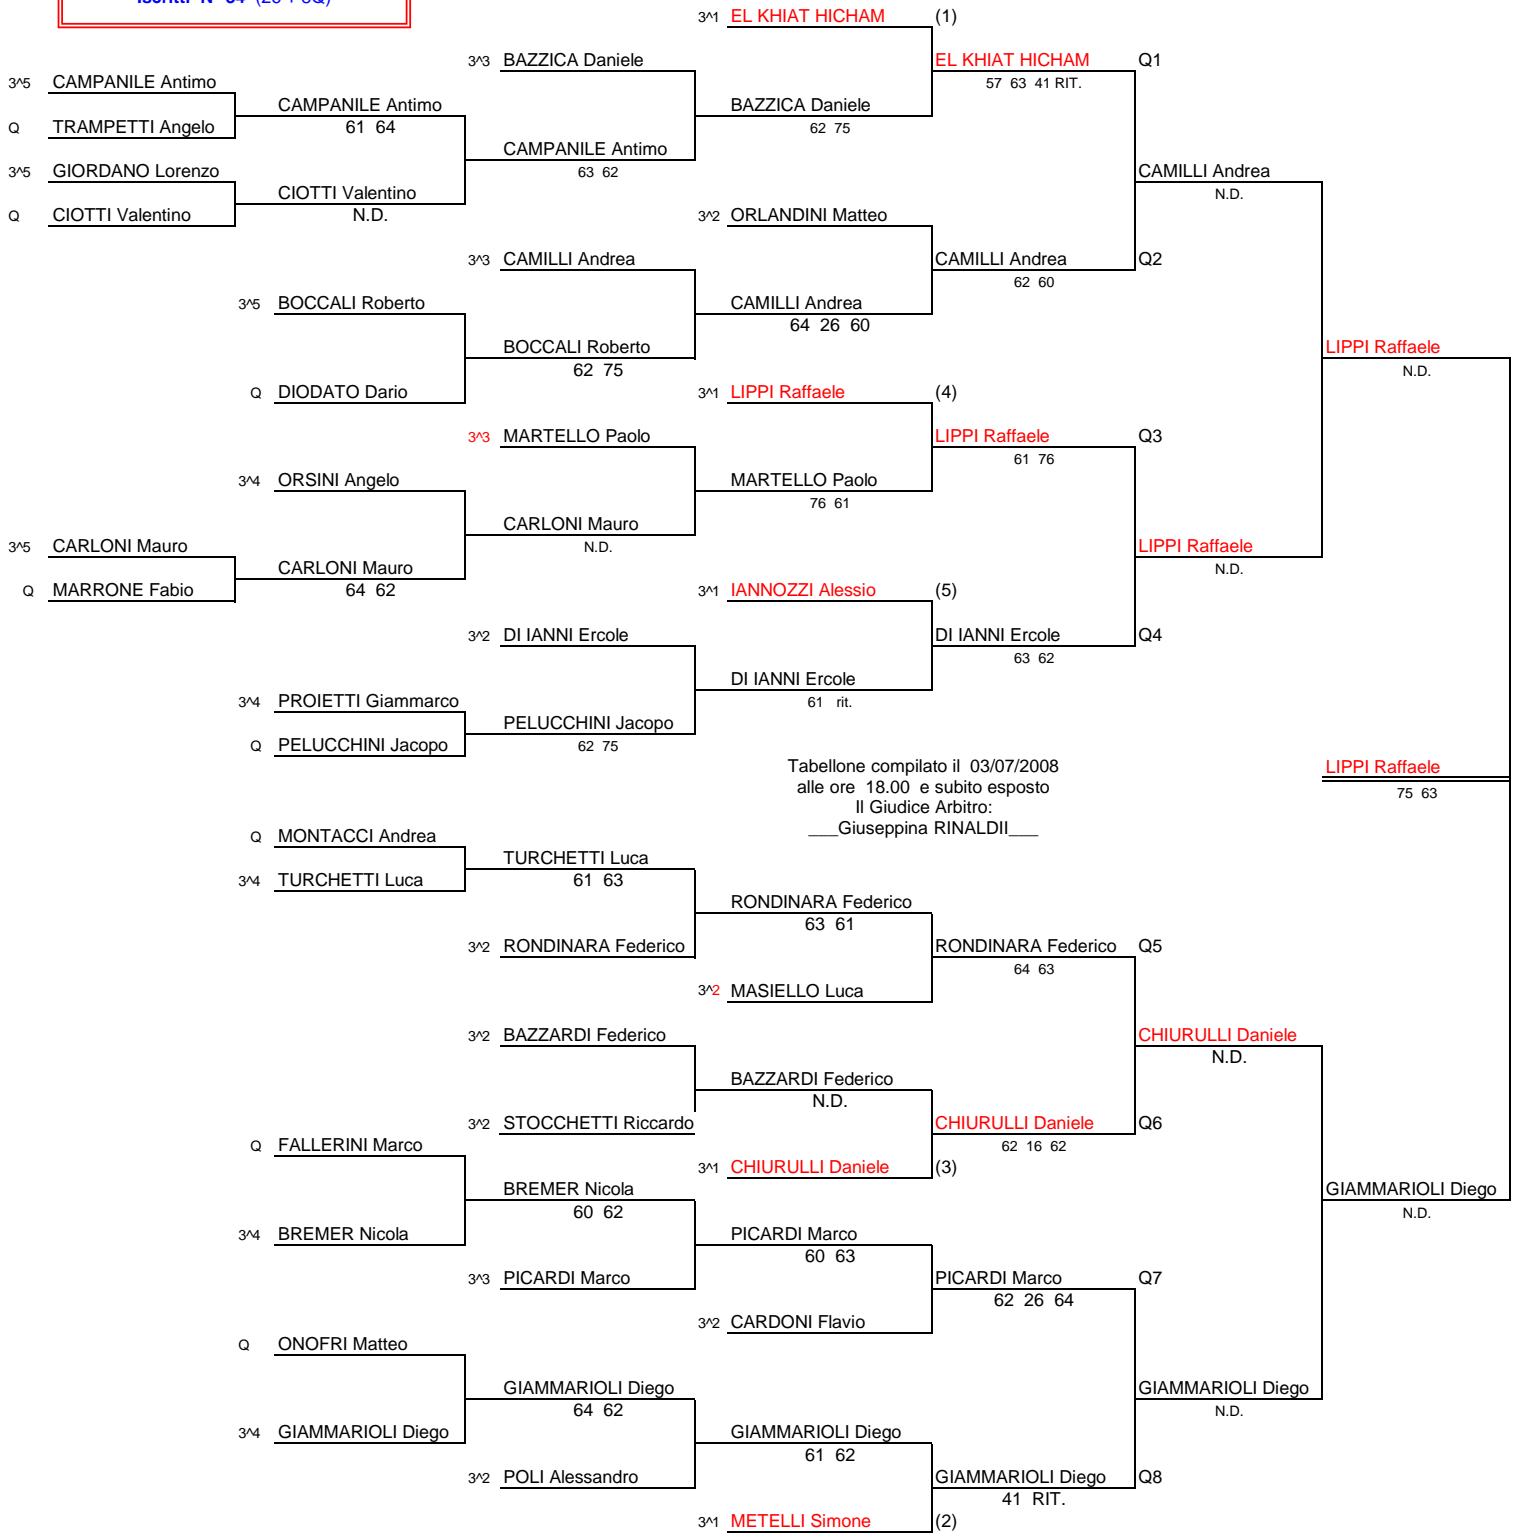 Iscritti N° 34 (26 + 8Q)
3^1 EL KHIAT HICHAM (1)
3^3 BAZZICA Daniele
EL KHIAT HICHAM Q1
57 63 41 RIT.
3^5 CAMPANILE Antimo
CAMPANILE Antimo
61 64
BAZZICA Daniele
62 75
Q TRAMPETTI Angelo
CAMPANILE Antimo
63 62
3^5 GIORDANO Lorenzo
CAMILLI Andrea
N.D.
CIOTTI Valentino
N.D.
Q CIOTTI Valentino
3^2 ORLANDINI Matteo
3^3 CAMILLI Andrea
CAMILLI Andrea Q2
62 60
3^5 BOCCALI Roberto
CAMILLI Andrea
64 26 60
BOCCALI Roberto
62 75
LIPPI Raffaele
N.D.
Q DIODATO Dario
3^1 LIPPI Raffaele (4)
3^3 MARTELLO Paolo
LIPPI Raffaele Q3
61 76
3^4 ORSINI Angelo
MARTELLO Paolo
76 61
CARLONI Mauro
N.D.
3^5 CARLONI Mauro
LIPPI Raffaele
N.D.
CARLONI Mauro
64 62
Q MARRONE Fabio
3^1 IANNOZZI Alessio (5)
3^2 DI IANNI Ercole
DI IANNI Ercole Q4
63 62
DI IANNI Ercole
61 rit.
3^4 PROIETTI Giammarco
PELUCCHINI Jacopo
62 75
Q PELUCCHINI Jacopo
Tabellone compilato il 03/07/2008
alle ore 18.00 e subito esposto
Il Giudice Arbitro:
___Giuseppina RINALDII___
LIPPI Raffaele
75 63
Q MONTACCI Andrea
TURCHETTI Luca
61 63
3^4 TURCHETTI Luca
RONDINARA Federico
63 61
3^2 RONDINARA Federico
RONDINARA Federico Q5
64 63
3^2 MASIELLO Luca
3^2 BAZZARDI Federico
CHIURULLI Daniele
N.D.
BAZZARDI Federico
N.D.
3^2 STOCCHETTI Riccardo
CHIURULLI Daniele Q6
62 16 62
Q FALLERINI Marco
3^1 CHIURULLI Daniele (3)
BREMER Nicola
60 62
GIAMMARIOLI Diego
N.D.
3^4 BREMER Nicola
PICARDI Marco
60 63
3^3 PICARDI Marco
PICARDI Marco Q7
62 26 64
3^2 CARDONI Flavio
Q ONOFRI Matteo
GIAMMARIOLI Diego
64 62
GIAMMARIOLI Diego
N.D.
3^4 GIAMMARIOLI Diego
GIAMMARIOLI Diego
61 62
3^2 POLI Alessandro
GIAMMARIOLI Diego Q8
41 RIT.
3^1 METELLI Simone (2)